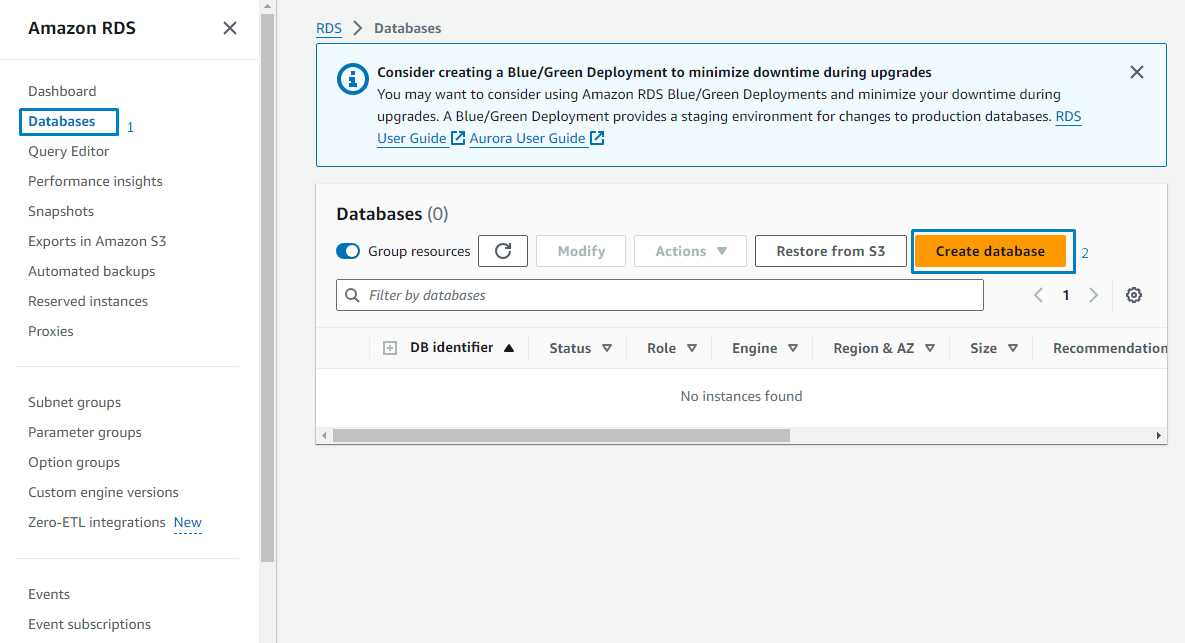 Amazon RDS
Dashboard
Databases 1
Query Editor
Performance insights
Snapshots
Exports in Amazon S3
Automated backups
Reserved instances
Proxies
Subnet groups
Parameter groups
Option groups
Custom engine versions
Zero-ETL integrations New
Events
Event subscriptions
RDS > Databases
Consider creating a Blue/Green Deployment to minimize downtime during upgrades
You may want to consider using Amazon RDS Blue/Green Deployments and minimize your downtime during
upgrades. A Blue/Green Deployment provides a staging environment for changes to production databases. RDS
User Guide Aurora User Guide
Databases (0)
Group resources Modify Actions Restore from S3 Create database 2
Filter by databases 1
DB identifier Status Role Engine Region & AZ Size Recommendation
No instances found